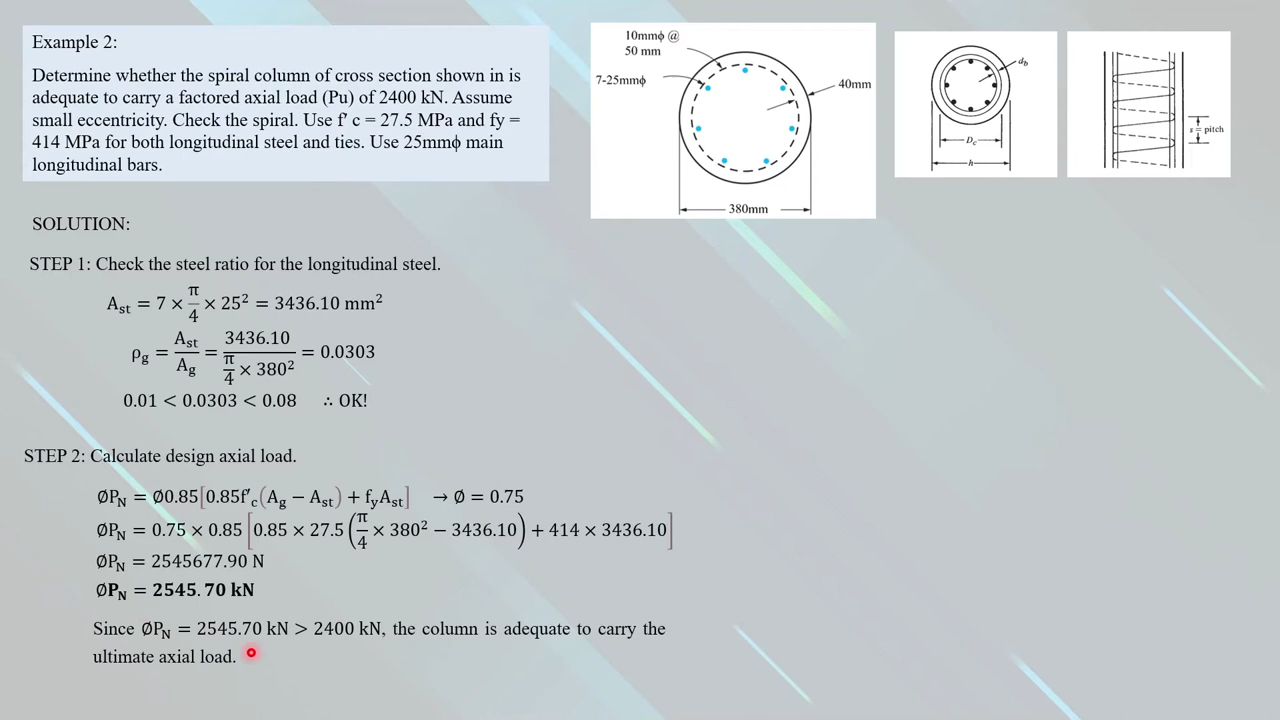 Example 2:
Determine whether the spiral column of cross section shown in is
adequate to carry a factored axial load (Pu) of 2400 kN. Assume
small eccentricity. Check the spiral. Use f' c = 27.5 MPa and fy =
414 MPa for both longitudinal steel and ties. Use 25mmϕ main
longitudinal bars.
10mmϕ @
50 mm
7-25mmϕ
40mm
380mm
d_b
D_c
h
s = pitch
SOLUTION:
STEP 1: Check the steel ratio for the longitudinal steel.
A_st = 7 × π/4 × 25² = 3436.10 mm²
ρ_g = A_st/A_g = 3436.10/(π/4 × 380²) = 0.0303
0.01 < 0.0303 < 0.08 ∴ OK!
STEP 2: Calculate design axial load.
∅P_N = ∅0.85[0.85f'_c(A_g − A_st) + f_yA_st] → ∅ = 0.75
∅P_N = 0.75 × 0.85 [0.85 × 27.5 (π/4 × 380² − 3436.10) + 414 × 3436.10]
∅P_N = 2545677.90 N
∅P_N = 2545.70 kN
Since ∅P_N = 2545.70 kN > 2400 kN, the column is adequate to carry the
ultimate axial load.